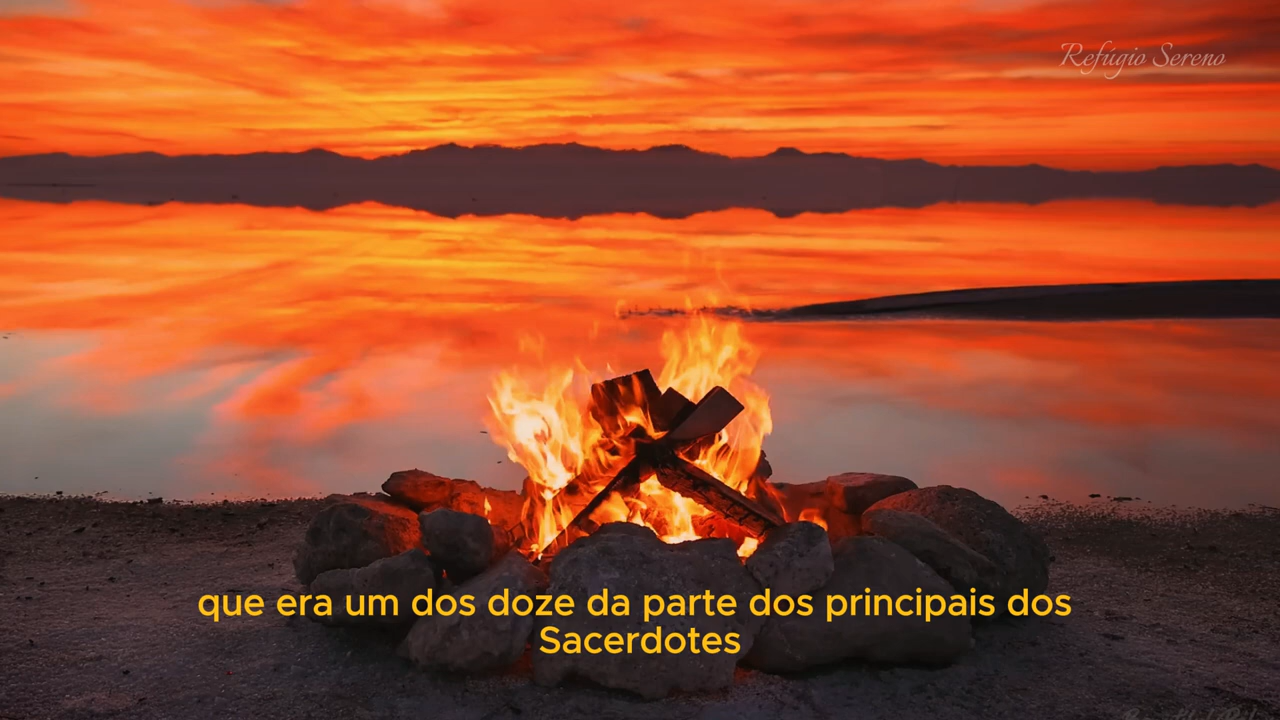 Refúgio Sereno
que era um dos doze da parte dos principais dos
Sacerdotes